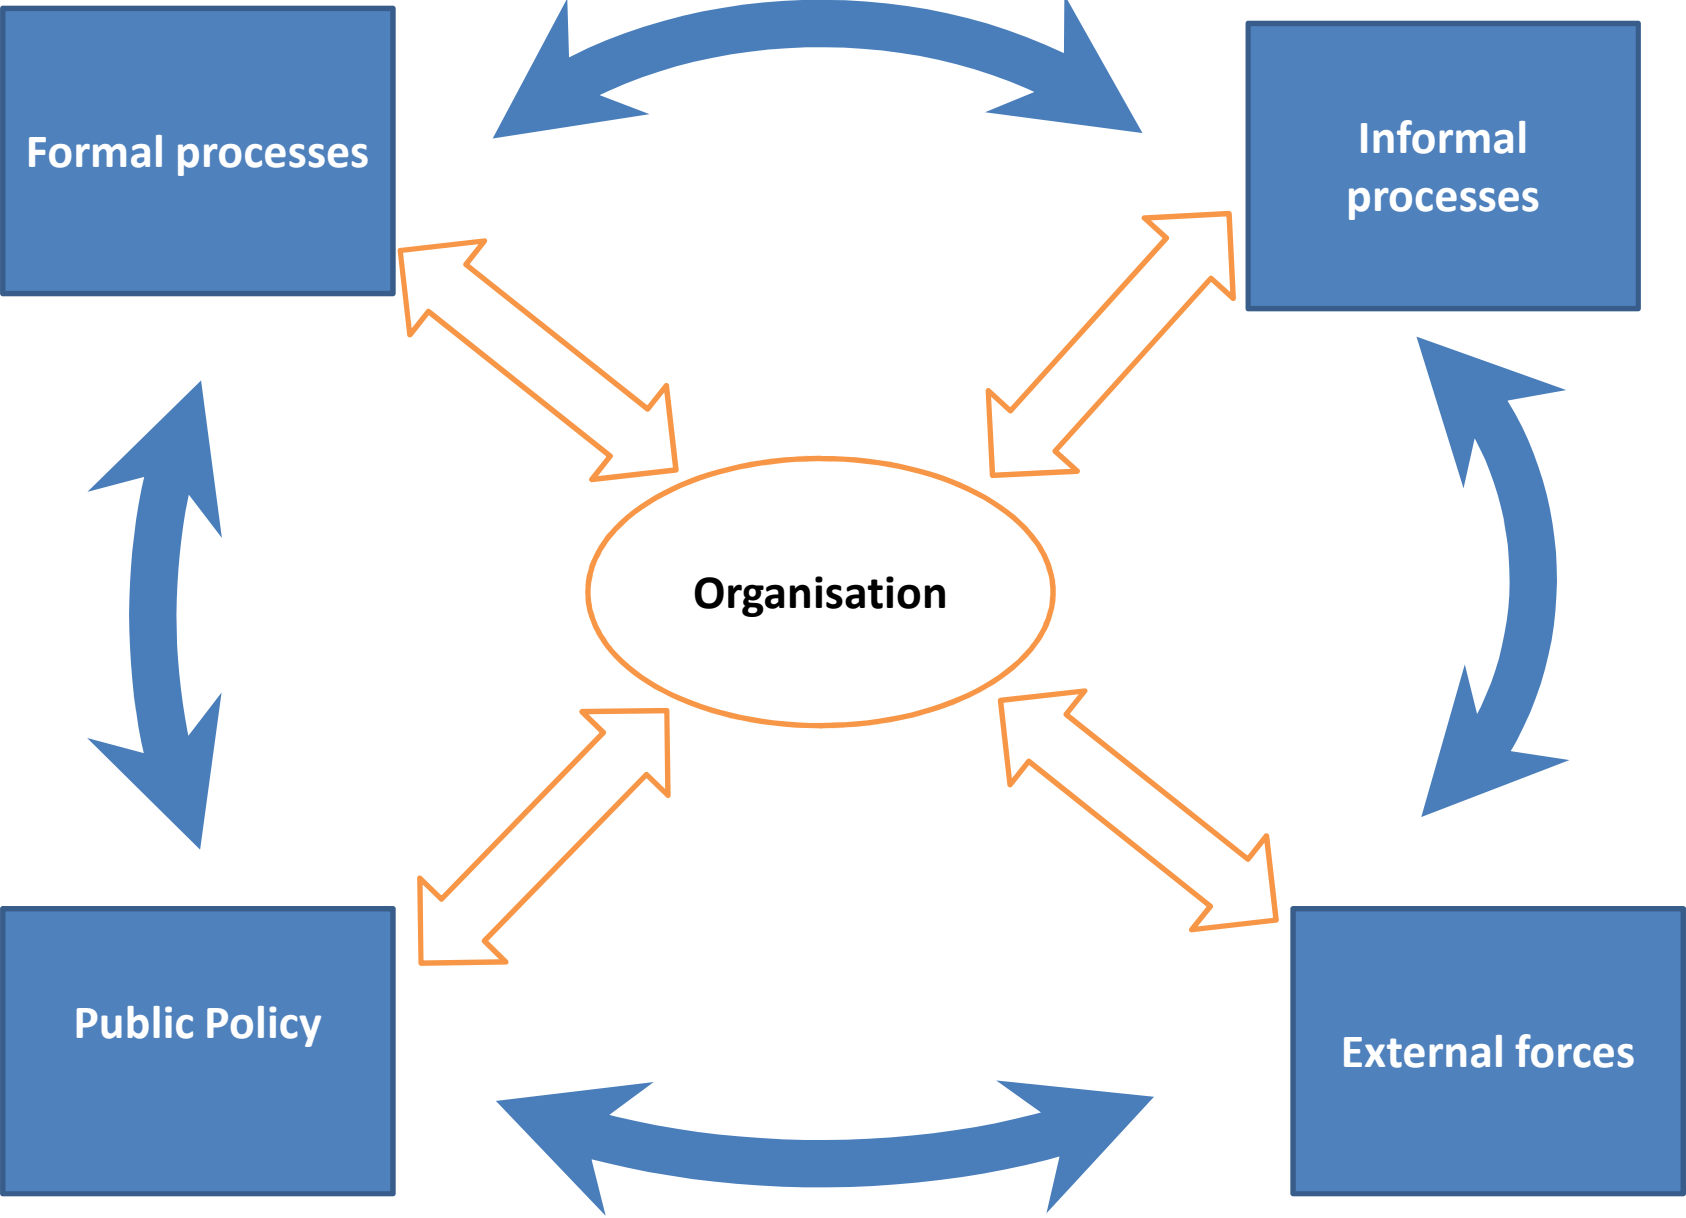 Formal processes
Informal
processes
Organisation
Public Policy
External forces